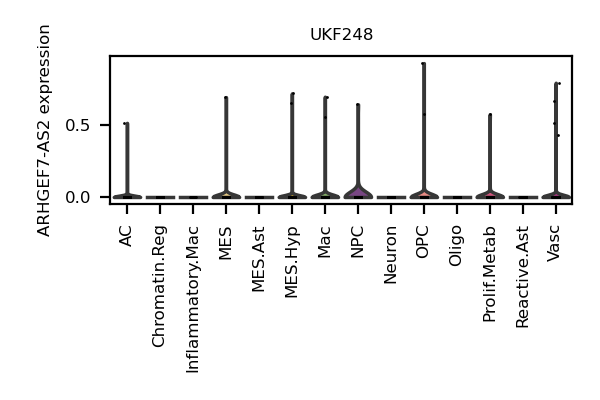 UKF248
ARHGEF7-AS2 expression
0.5
0.0
AC
Chromatin.Reg
Inflammatory.Mac
MES
MES.Ast
MES.Hyp
Mac
NPC
Neuron
OPC
Oligo
Prolif.Metab
Reactive.Ast
Vasc